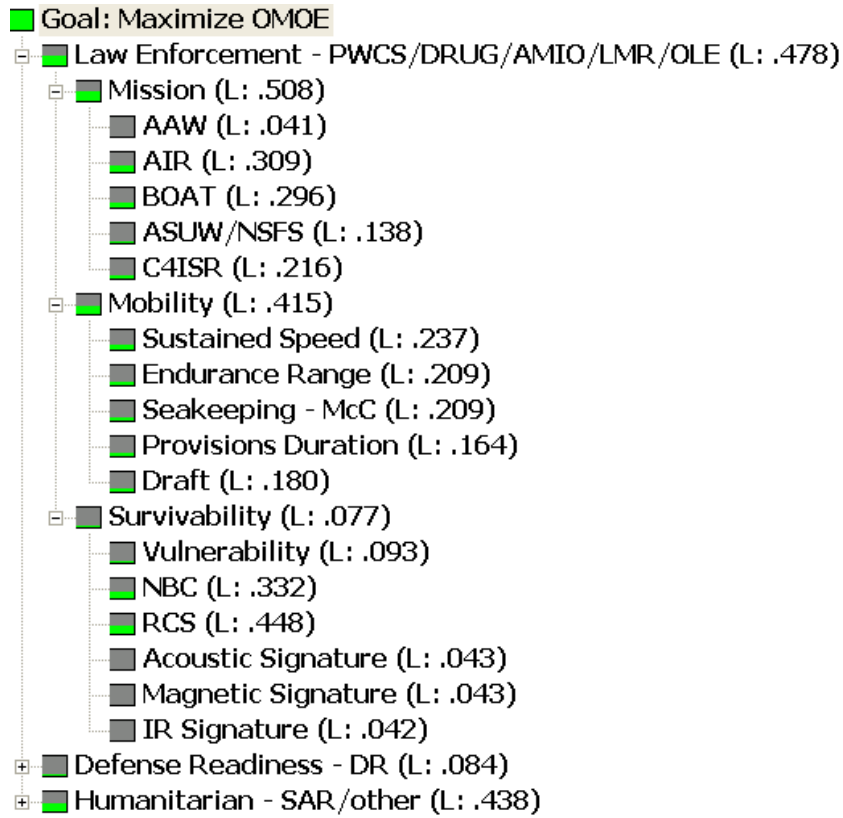 Goal: Maximize OMOE
Law Enforcement - PWCS/DRUG/AMIO/LMR/OLE (L: .478)
Mission (L: .508)
AAW (L: .041)
AIR (L: .309)
BOAT (L: .296)
ASUW/NSFS (L: .138)
C4ISR (L: .216)
Mobility (L: .415)
Sustained Speed (L: .237)
Endurance Range (L: .209)
Seakeeping - McC (L: .209)
Provisions Duration (L: .164)
Draft (L: .180)
Survivability (L: .077)
Vulnerability (L: .093)
NBC (L: .332)
RCS (L: .448)
Acoustic Signature (L: .043)
Magnetic Signature (L: .043)
IR Signature (L: .042)
Defense Readiness - DR (L: .084)
Humanitarian - SAR/other (L: .438)